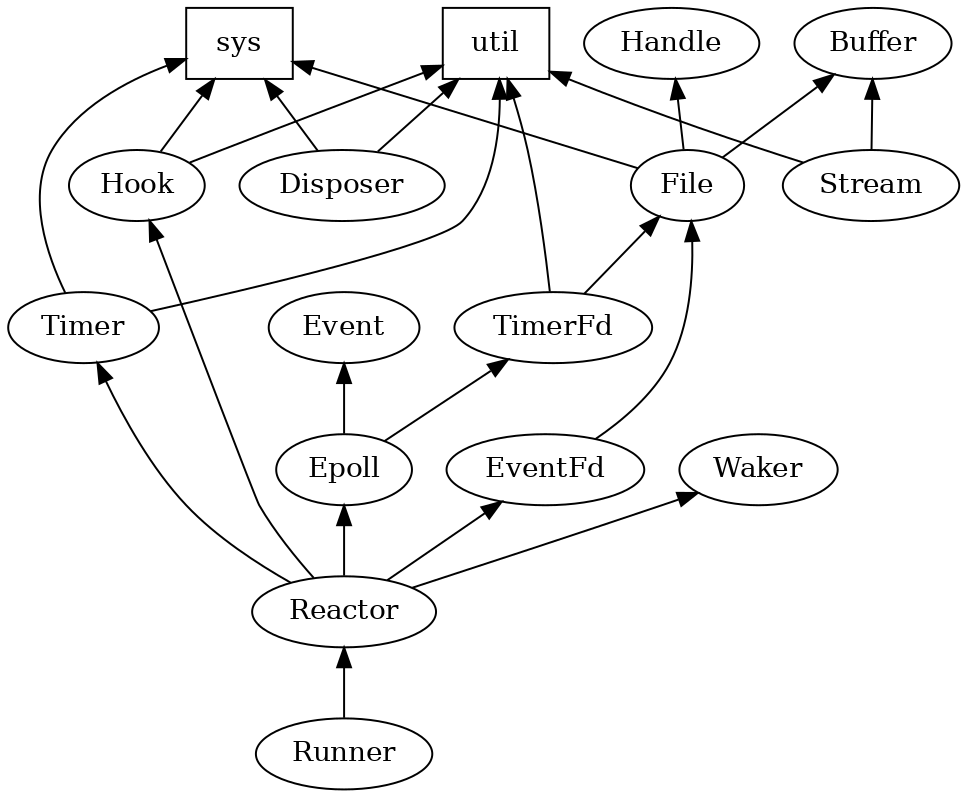 sys
util
Handle
Buffer
Hook
Disposer
File
Stream
Timer
Event
TimerFd
Epoll
EventFd
Waker
Reactor
Runner